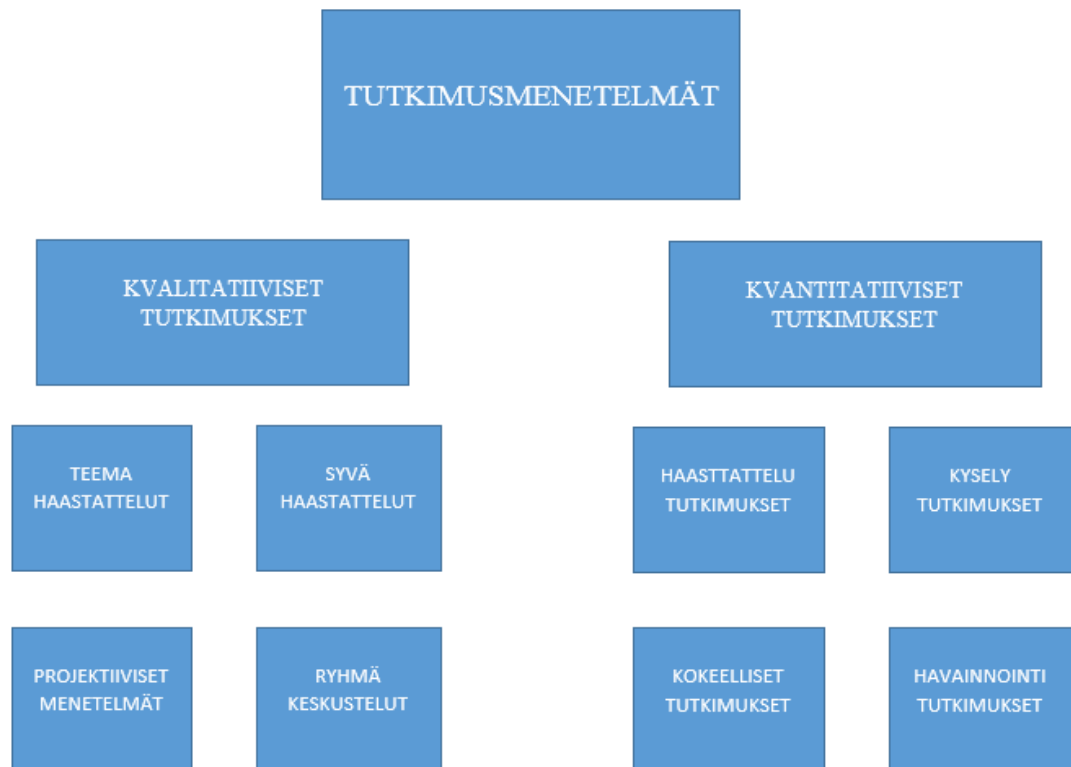 TUTKIMUSMENETELMÄT
KVALITATIIVISET
TUTKIMUKSET
KVANTITATIIVISET
TUTKIMUKSET
TEEMA
HAASTATTELUT
SYVÄ
HAASTATTELUT
HAASTTATTELU
TUTKIMUKSET
KYSELY
TUTKIMUKSET
PROJEKTIIVISET
MENETELMÄT
RYHMÄ
KESKUSTELUT
KOKEELLISET
TUTKIMUKSET
HAVAINNOINTI
TUTKIMUKSET